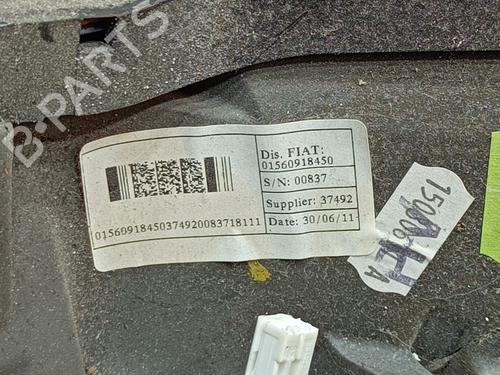 B-PARTS
Dis. FIAT:
01560918450
S/N: 00837
Supplier: 37492
Date: 30/06/11
01560918450374920083718111